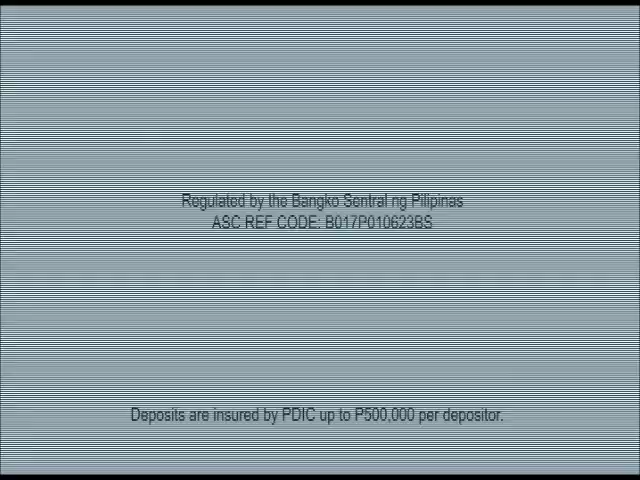 Regulated by the Bangko Sentral ng Pilipinas
ASC REF CODE: B017P010623BS
Deposits are insured by PDIC up to P500,000 per depositor.